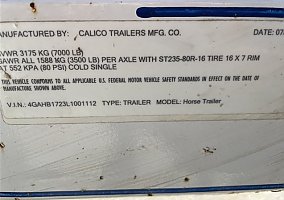 MANUFACTURED BY: CALICO TRAILERS MFG. CO. DATE: 07/
GVWR 3175 KG (7000 LB)
GAWR ALL 1588 KG (3500 LB) PER AXLE WITH ST235-80R-16 TIRE 16 X 7 RIM
AT 552 KPA (80 PSI) COLD SINGLE
THIS VEHICLE CONFORMS TO ALL APPLICABLE U.S. FEDERAL MOTOR VEHICLE SAFETY STANDARDS IN EFFECT ON THE DATE OF
V.I.N.: 4GAHB1723L1001112 TYPE: TRAILER MODEL: Horse Trailer